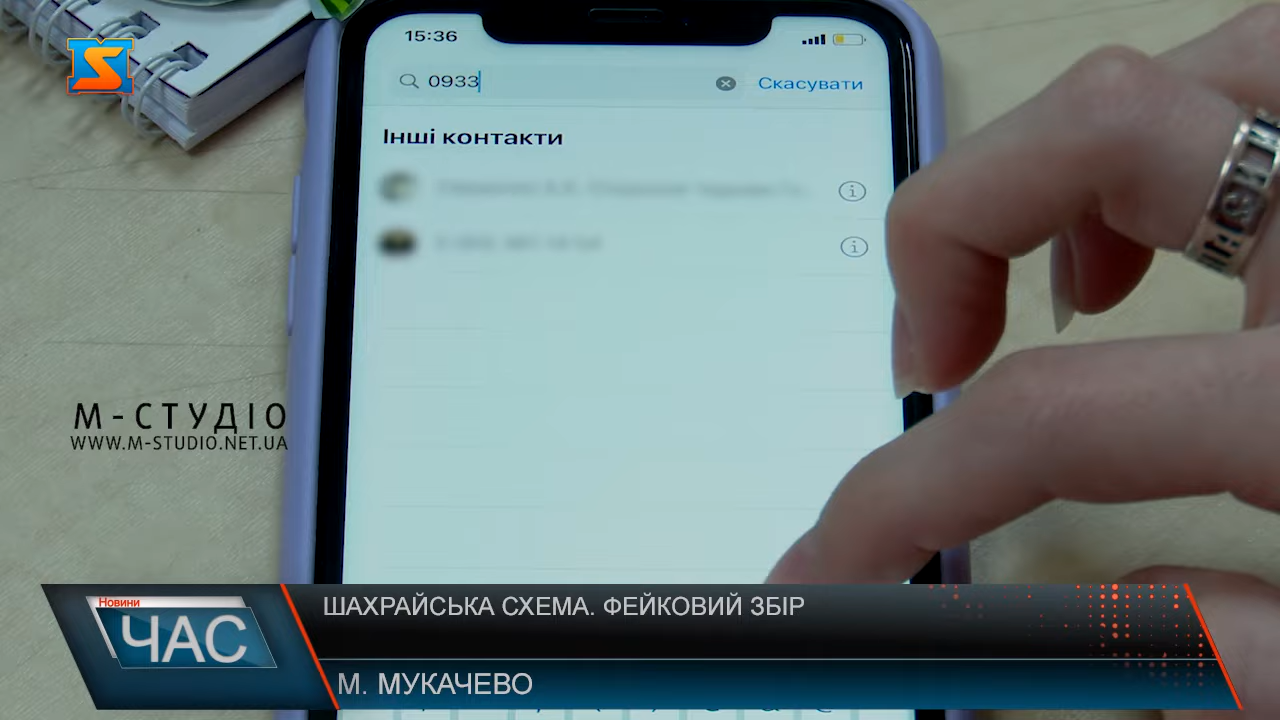 15:36
0933
Скасувати
Інші контакти
М-СТУДІО
WWW.M-STUDIO.NET.UA
Новини
ЧАС
ШАХРАЙСЬКА СХЕМА. ФЕЙКОВИЙ ЗБІР
М. МУКАЧЕВО